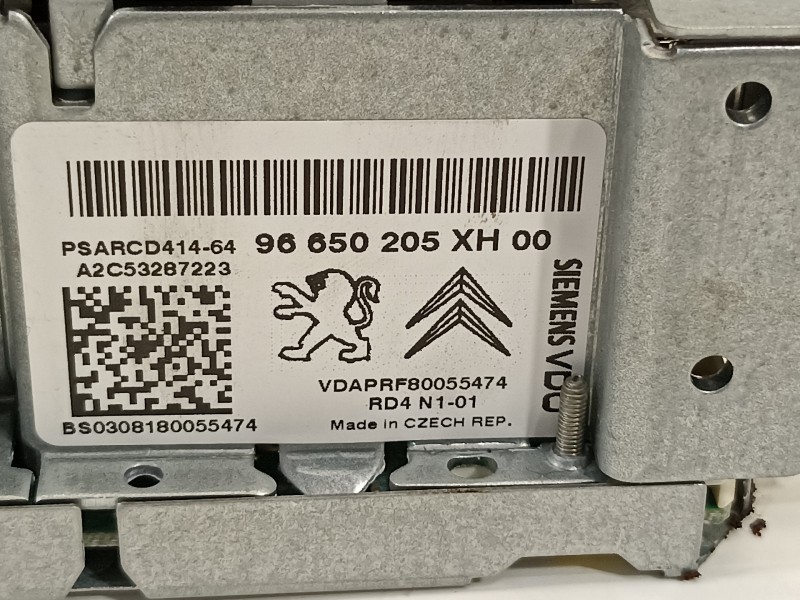 PSARCD414-64 96 650 205 XH 00
A2C53287223
SIEMENS VDO
VDAPRF80055474
RD4 N1-01
BS0308180055474
Made in CZECH REP.